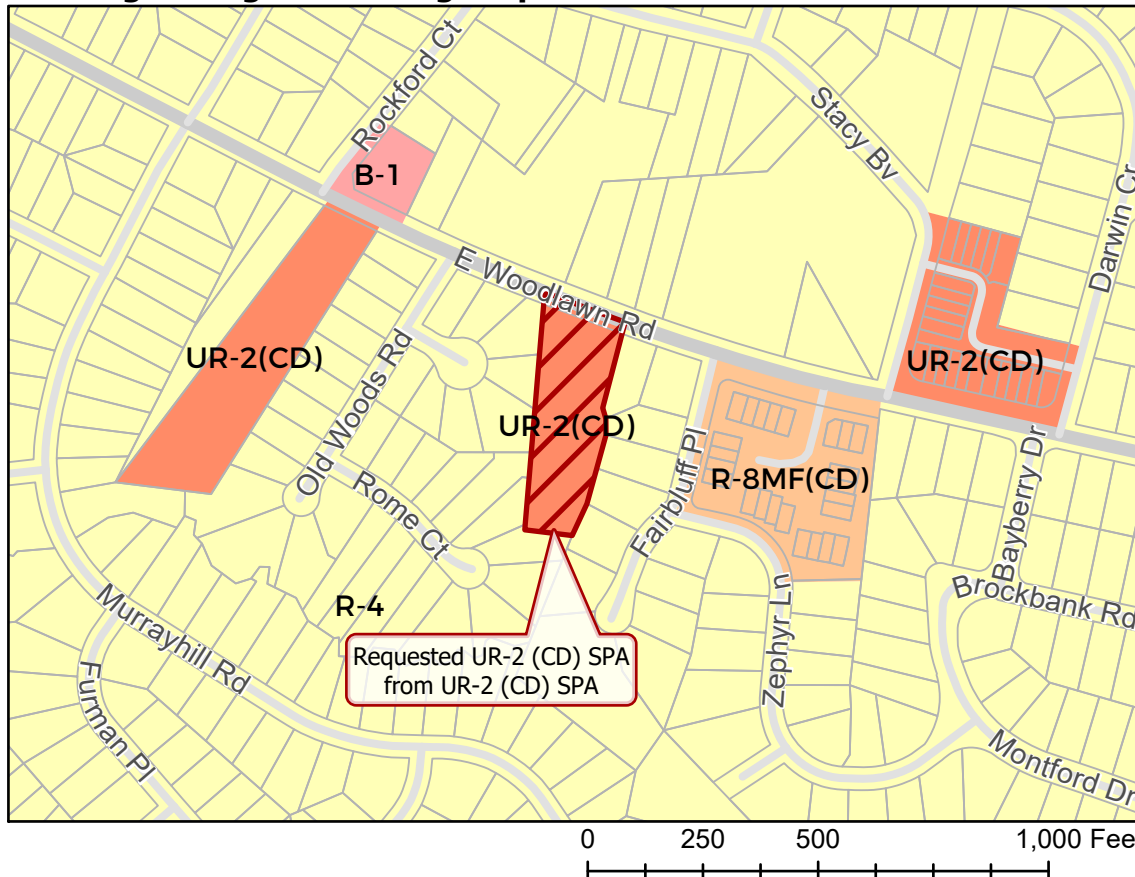 Rockford Ct
Stacy Bv
B-1
Darwin Cr
E Woodlawn Rd
UR-2(CD)
UR-2(CD)
Old Woods Rd
UR-2(CD)
R-8MF(CD)
Fairbluff Pl
Bayberry Dr
Rome Ct
Brockbank Rd
R-4
Zephyr Ln
Murrayhill Rd
Requested UR-2 (CD) SPA
from UR-2 (CD) SPA
Furman Pl
Montford Dr
0 250 500 1,000 Fee